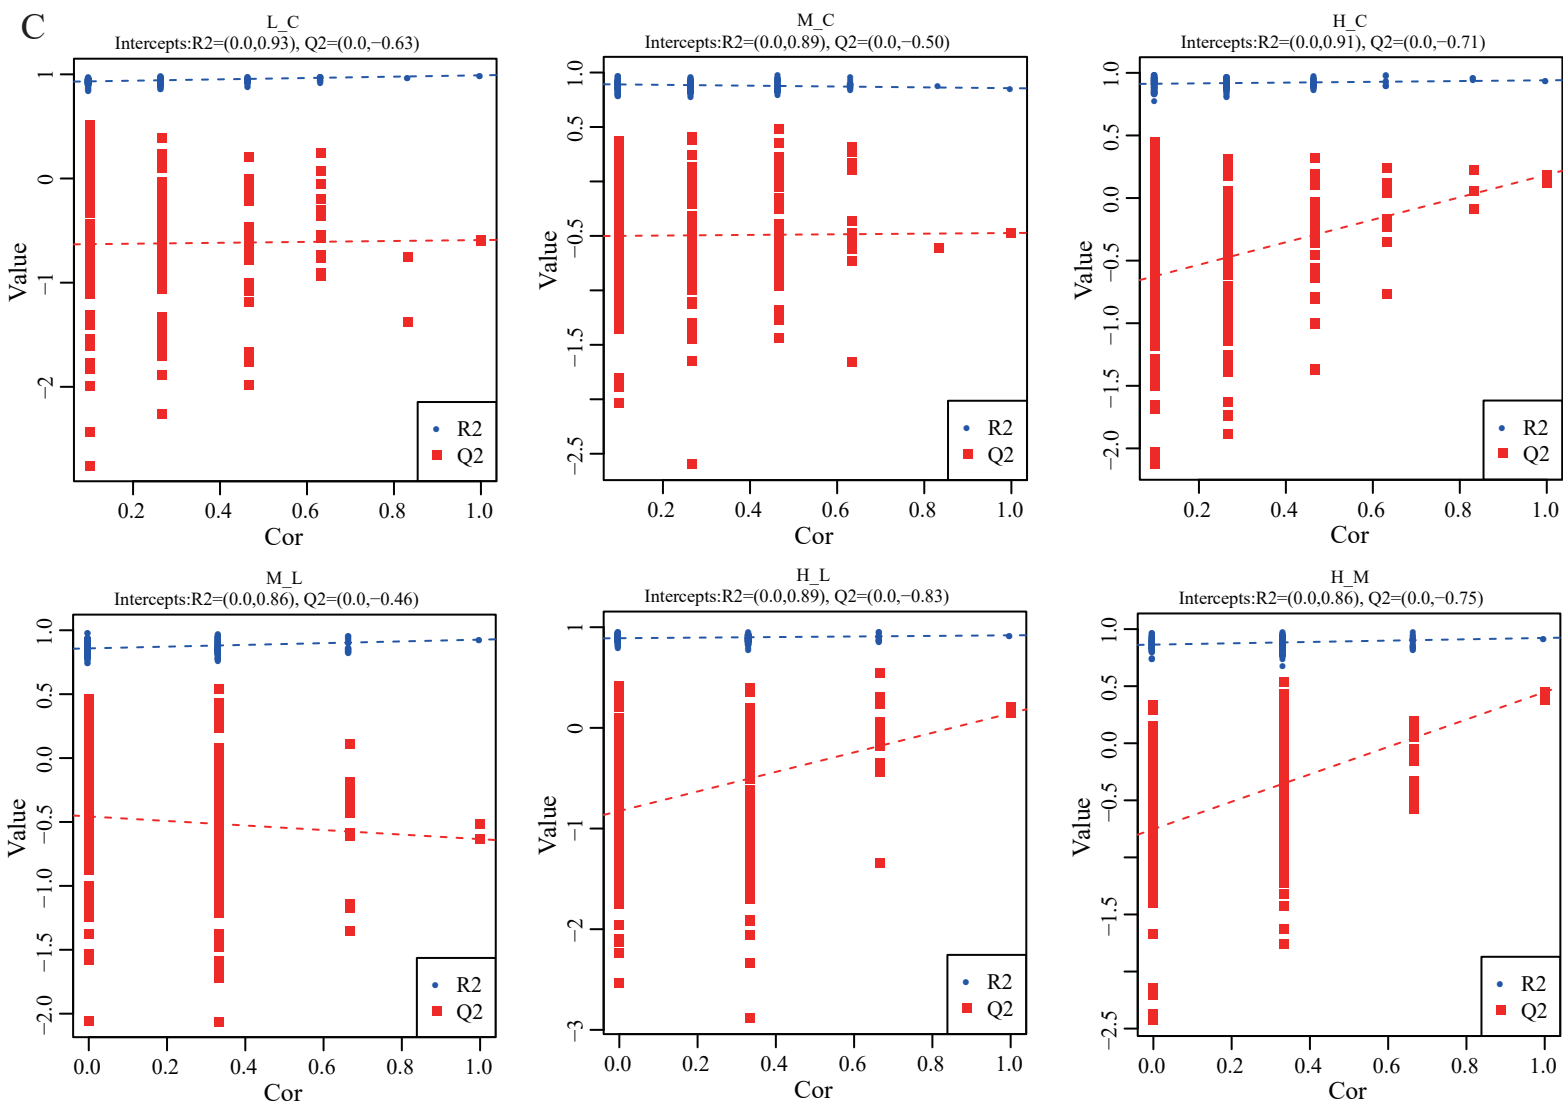 C
L_C
Intercepts:R2=(0.0,0.93), Q2=(0.0,−0.63)
Value
1
0
−1
−2
R2
Q2
0.2 0.4 0.6 0.8 1.0
Cor
M_C
Intercepts:R2=(0.0,0.89), Q2=(0.0,−0.50)
Value
1.0
0.5
−0.5
−1.5
−2.5
R2
Q2
0.2 0.4 0.6 0.8 1.0
Cor
H_C
Intercepts:R2=(0.0,0.91), Q2=(0.0,−0.71)
Value
1.0
0.5
0.0
−0.5
−1.0
−1.5
−2.0
R2
Q2
0.2 0.4 0.6 0.8 1.0
Cor
M_L
Intercepts:R2=(0.0,0.86), Q2=(0.0,−0.46)
Value
1.0
0.5
0.0
−0.5
−1.0
−1.5
−2.0
R2
Q2
0.0 0.2 0.4 0.6 0.8 1.0
Cor
H_L
Intercepts:R2=(0.0,0.89), Q2=(0.0,−0.83)
Value
1
0
−1
−2
−3
R2
Q2
0.0 0.2 0.4 0.6 0.8 1.0
Cor
H_M
Intercepts:R2=(0.0,0.86), Q2=(0.0,−0.75)
Value
1.0
0.5
0.0
−0.5
−1.5
−2.5
R2
Q2
0.0 0.2 0.4 0.6 0.8 1.0
Cor